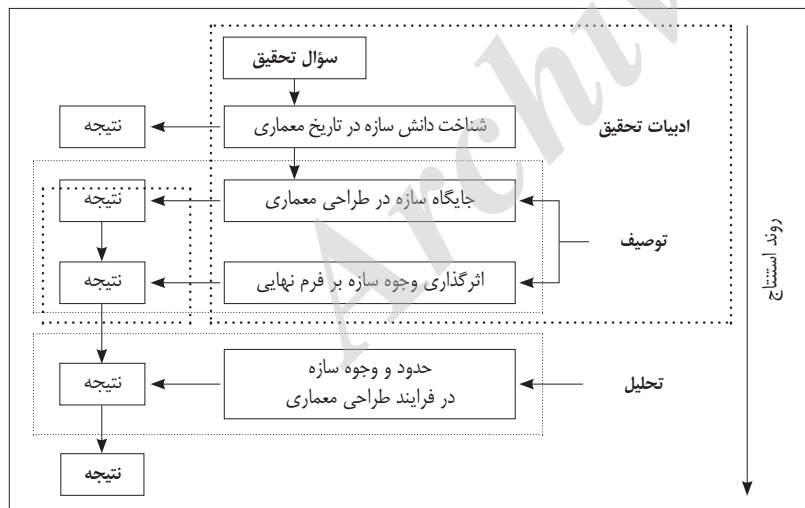 سؤال تحقیق
ادبیات تحقیق
شناخت دانش سازه در تاریخ معماری
نتیجه
جایگاه سازه در طراحی معماری
نتیجه
توصیف
اثرگذاری وجوه سازه بر فرم نهایی
نتیجه
روند استنتاج
تحلیل
حدود و وجوه سازه
در فرایند طراحی معماری
نتیجه
نتیجه
Archiv